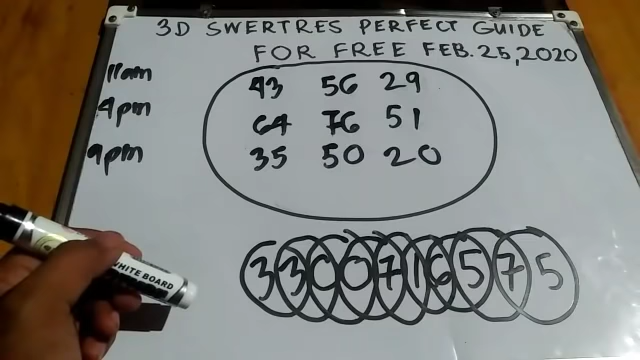 3D SWERTRES PERFECT GUIDE
FOR FREE FEB.25,2020
11am 43 56 29
4pm 64 76 51
9pm 35 50 20
3 3 0 0 7 1 6 5 7 5
WHITE BOARD